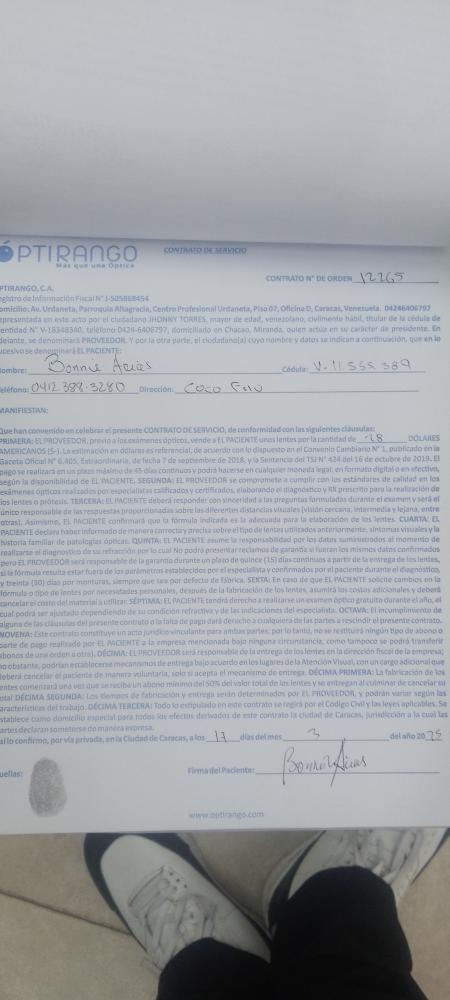 ÓPTIRANGO
Más que una Óptica
CONTRATO DE SERVICIO
CONTRATO N° DE ORDEN 12265
PTIRANGO, C.A.
egistro de Información Fiscal N° J-505868454
omicilio: Av. Urdaneta, Parroquia Altagracia, Centro Profesional Urdaneta, Piso 07, Oficina D, Caracas, Venezuela. 04246406797
epresentada en este acto por el ciudadano JHONNY TORRES, mayor de edad, venezolano, civilmente hábil, titular de la cédula de
entidad N° V-18348340, teléfono 0424-6406797, domiciliado en Chacao, Miranda, quien actúa en su carácter de presidente. En
delante, se denominará PROVEEDOR. Y por la otra parte, el ciudadano(a) cuyo nombre y datos se indican a continuación, que en lo
ucesivo se denominará EL PACIENTE:
ombre: Bonnie Arias Cédula: V-11.555.389
eléfono: 0412.388-3280 Dirección: Coco
MANIFIESTAN:
Que han convenido en celebrar el presente CONTRATO DE SERVICIO, de conformidad con las siguientes cláusulas:
PRIMERA: EL PROVEEDOR, previo a los exámenes ópticos, vende a EL PACIENTE unos lentes por la cantidad de 28 DÓLARES
AMERICANOS ($-). La estimación en dólares es referencial, de acuerdo con lo dispuesto en el Convenio Cambiario N° 1, publicado en la
Gaceta Oficial N° 6.405, Extraordinaria, de fecha 7 de septiembre de 2018, y la Sentencia del TSJ N° 424 del 16 de octubre de 2019. El
pago se realizará en un plazo máximo de 45 días continuos y podrá hacerse en cualquier moneda legal, en formato digital o en efectivo,
según la disponibilidad de EL PACIENTE. SEGUNDA: EL PROVEEDOR se compromete a cumplir con los estándares de calidad en los
exámenes ópticos realizados por especialistas calificados y certificados, elaborando el diagnóstico y RX prescrito para la realización de
los lentes o prótesis. TERCERA: EL PACIENTE deberá responder con sinceridad a las preguntas formuladas durante el examen y será el
único responsable de las respuestas proporcionadas sobre las diferentes distancias visuales (visión cercana, intermedia y lejana, entre
otras). Asimismo, EL PACIENTE confirmará que la fórmula indicada es la adecuada para la elaboración de los lentes. CUARTA: EL
PACIENTE declara haber informado de manera correcta y precisa sobre el tipo de lentes utilizados anteriormente, síntomas visuales y la
historia familiar de patologías ópticas. QUINTA: EL PACIENTE asume la responsabilidad por los datos suministrados al momento de
realizarse el diagnostico de su refracción por lo cual No podrá presentar reclamos de garantía si fueran los mismos datos confirmados
pero EL PROVEEDOR será responsable de la garantía durante un plazo de quince (15) días continuos a partir de la entrega de los lentes,
si la fórmula resulta estar fuera de los parámetros establecidos por el especialista y confirmados por el paciente durante el diagnóstico,
y treinta (30) días por monturas, siempre que sea por defecto de fábrica. SEXTA: En caso de que EL PACIENTE solicite cambios en la
fórmula o tipo de lentes por necesidades personales, después de la fabricación de los lentes, asumirá los costos adicionales y deberá
cancelar el costo del material a utilizar. SÉPTIMA: EL PACIENTE tendrá derecho a realizarse un examen óptico gratuito durante el año, el
cual podrá ser ajustado dependiendo de su condición refractiva y de las indicaciones del especialista. OCTAVA: El incumplimiento de
alguna de las cláusulas del presente contrato o la falta de pago dará derecho a cualquiera de las partes a rescindir el presente contrato.
NOVENA: Este contrato constituye un acto jurídico vinculante para ambas partes; por lo tanto, no se restituirá ningún tipo de abono o
parte de pago realizado por EL PACIENTE a la empresa mencionada bajo ninguna circunstancia, como tampoco se podrá transferir
abonos de una orden a otra). DÉCIMA: EL PROVEEDOR será responsable de la entrega de los lentes en la dirección fiscal de la empresa;
no obstante, podrían establecerse mecanismos de entrega bajo acuerdo en los lugares de la Atención Visual, con un cargo adicional que
deberá cancelar el paciente de manera voluntaria, solo si acepta el mecanismo de entrega. DÉCIMA PRIMERA: La fabricación de los
entes comenzará una vez que se reciba un abono mínimo del 50% del valor total de los lentes y se entregan al culminar de cancelar su
otal DÉCIMA SEGUNDA: Los tiempos de fabricación y entrega serán determinados por EL PROVEEDOR, y podrán variar según las
aracterísticas del trabajo. DÉCIMA TERCERA: Todo lo estipulado en este contrato se regirá por el Código Civil y las leyes aplicables. Se
establece como domicilio especial para todos los efectos derivados de este contrato la ciudad de Caracas, jurisdicción a la cual las
artes declaran someterse de manera expresa.
sí lo confirmo, por vía privada, en la Ciudad de Caracas, a los 17 días del mes 3 del año 2025
uellas: Firma del Paciente: Bonnie Arias
www.optirango.com